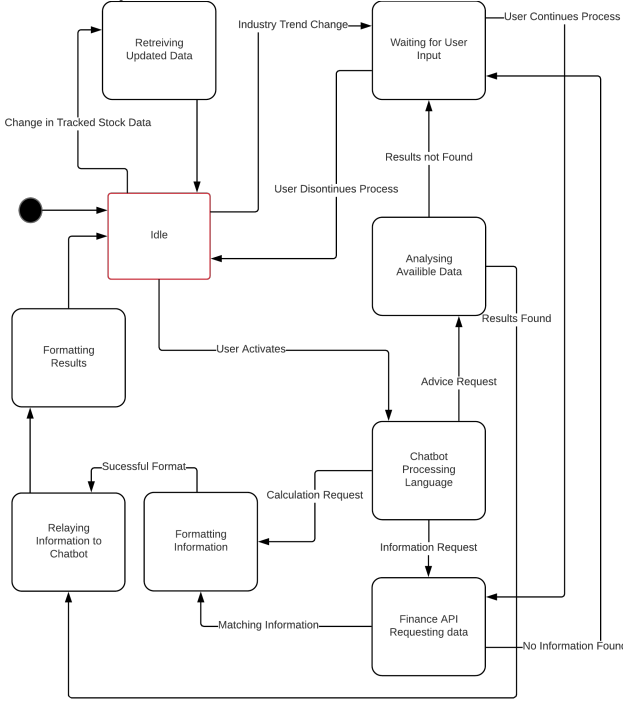 Industry Trend Change
User Continues Process
Retreiving
Updated Data
Waiting for User
Input
Change in Tracked Stock Data
Results not Found
User Disontinues Process
Idle
Analysing
Availible Data
Results Found
Formatting
Results
User Activates
Advice Request
Chatbot
Processing
Language
Sucessful Format
Calculation Request
Relaying
Information to
Chatbot
Formatting
Information
Information Request
Finance API
Requesting data
Matching Information
No Information Found